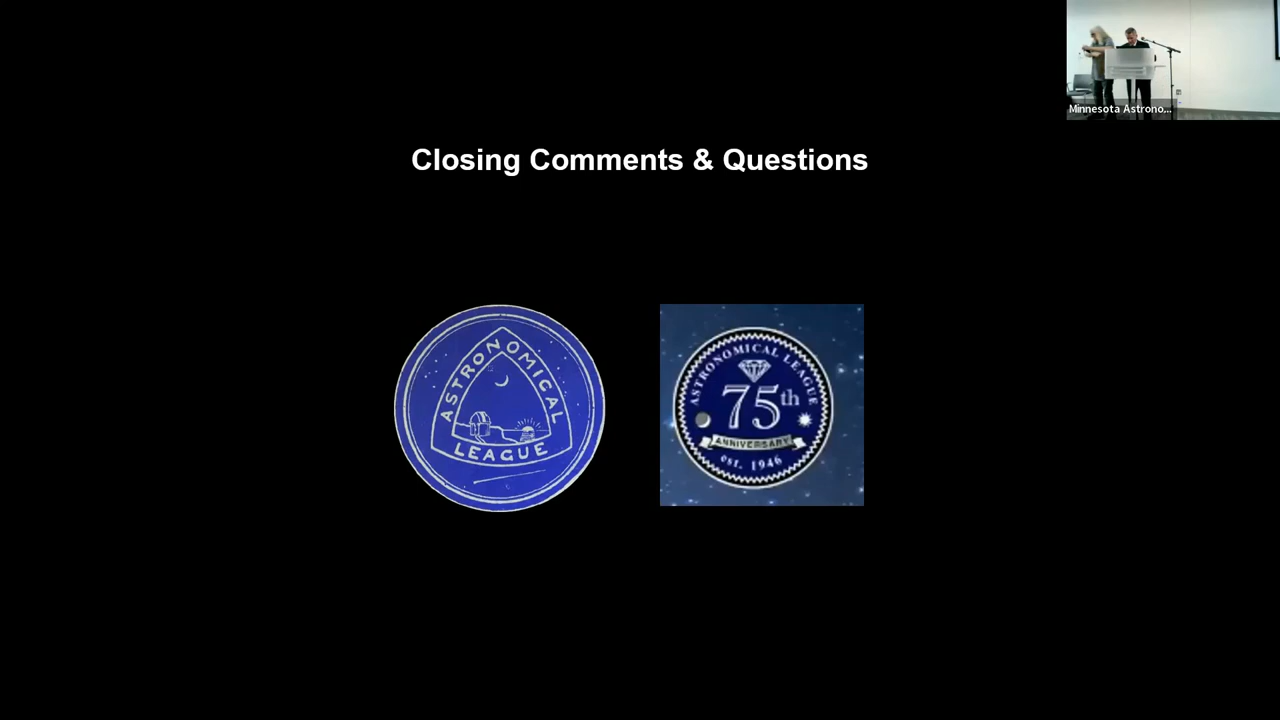 Minnesota Astrono...
Closing Comments & Questions
ASTRONOMICAL
LEAGUE
ASTRONOMICAL LEAGUE
75th
ANNIVERSARY
est. 1946